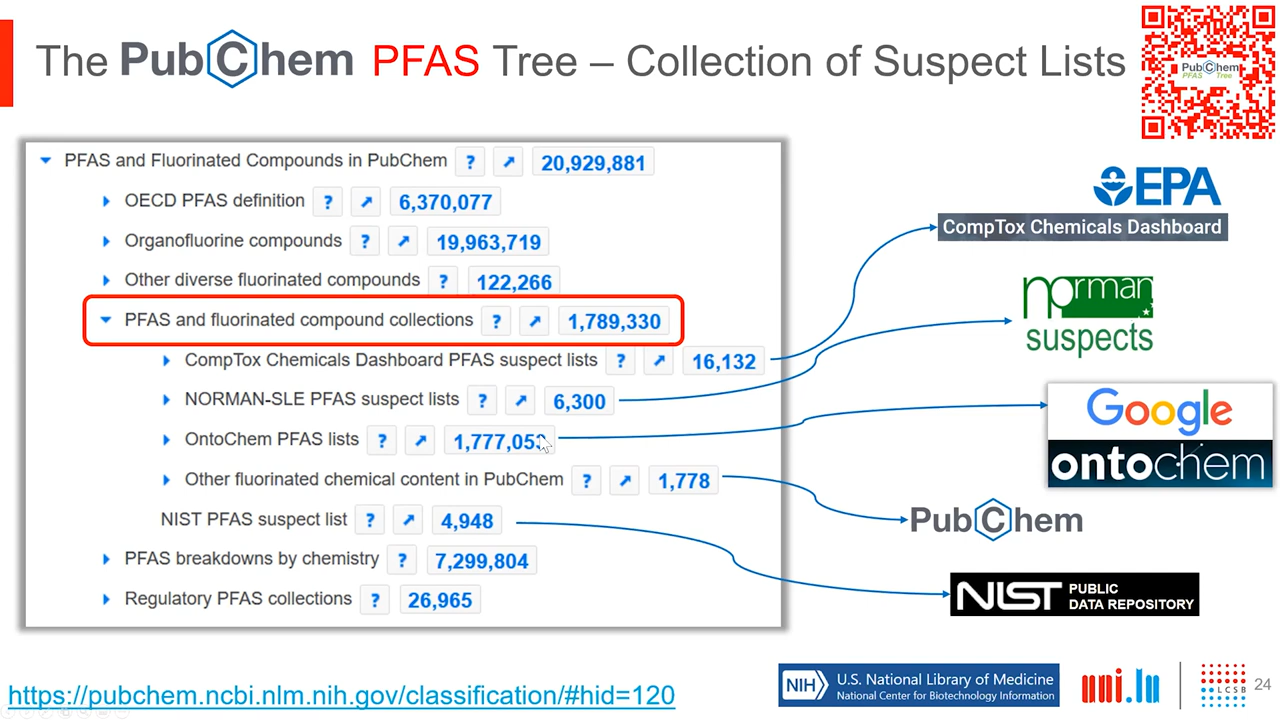 The PubChem PFAS Tree – Collection of Suspect Lists
PubChem
PFAS Tree
PFAS and Fluorinated Compounds in PubChem ? 20,929,881
OECD PFAS definition ? 6,370,077
Organofluorine compounds ? 19,963,719
Other diverse fluorinated compounds ? 122,266
PFAS and fluorinated compound collections ? 1,789,330
CompTox Chemicals Dashboard PFAS suspect lists ? 16,132
NORMAN-SLE PFAS suspect lists ? 6,300
OntoChem PFAS lists ? 1,777,05
Other fluorinated chemical content in PubChem ? 1,778
NIST PFAS suspect list ? 4,948
PFAS breakdowns by chemistry ? 7,299,804
Regulatory PFAS collections ? 26,965
EPA
CompTox Chemicals Dashboard
norman
suspects
Google
ontochem
PubChem
NIST PUBLIC
DATA REPOSITORY
https://pubchem.ncbi.nlm.nih.gov/classification/#hid=120
NIH U.S. National Library of Medicine
National Center for Biotechnology Information
uni.lu
LCSB
24